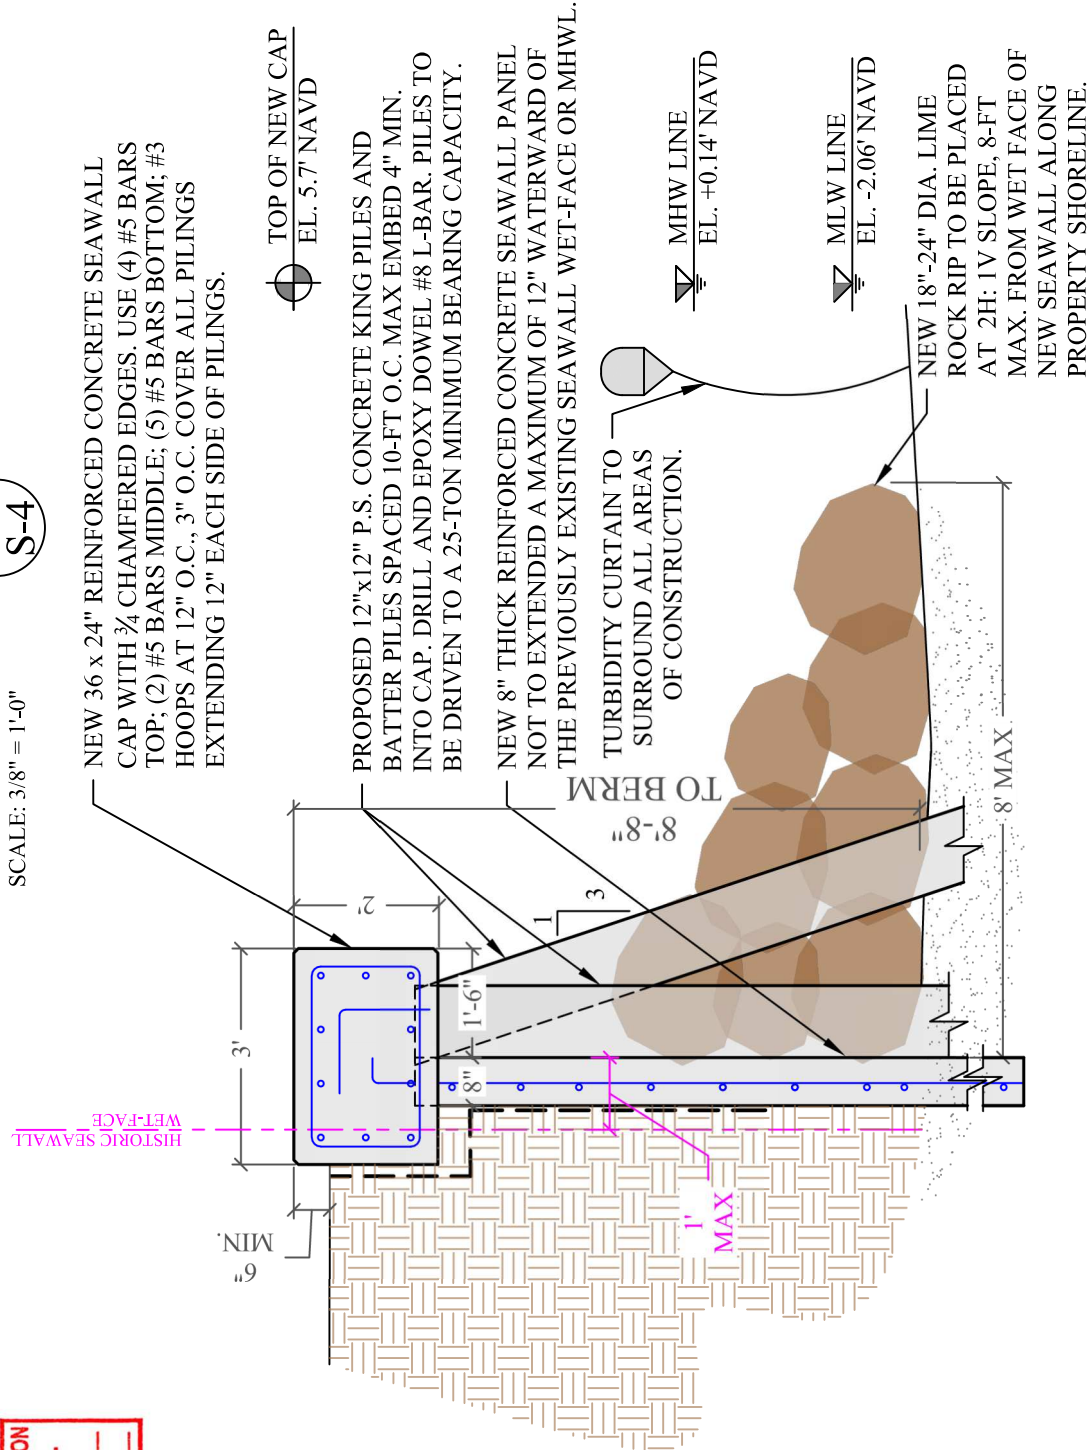 S-4
SCALE: 3/8" = 1'-0"
NEW 36 x 24" REINFORCED CONCRETE SEAWALL
CAP WITH 3⁄4 CHAMFERED EDGES. USE (4) #5 BARS
TOP; (2) #5 BARS MIDDLE; (5) #5 BARS BOTTOM; #3
HOOPS AT 12" O.C., 3" O.C. COVER ALL PILINGS
EXTENDING 12" EACH SIDE OF PILINGS.
TOP OF NEW CAP
EL. 5.7' NAVD
PROPOSED 12"x12" P.S. CONCRETE KING PILES AND
BATTER PILES SPACED 10-FT O.C. MAX EMBED 4" MIN.
INTO CAP. DRILL AND EPOXY DOWEL #8 L-BAR. PILES TO
BE DRIVEN TO A 25-TON MINIMUM BEARING CAPACITY.
NEW 8" THICK REINFORCED CONCRETE SEAWALL PANEL
NOT TO EXTENDED A MAXIMUM OF 12" WATERWARD OF
THE PREVIOUSLY EXISTING SEAWALL WET-FACE OR MHWL.
TURBIDITY CURTAIN TO
SURROUND ALL AREAS
OF CONSTRUCTION.
MHW LINE
EL. +0.14' NAVD
MLW LINE
EL. -2.06' NAVD
NEW 18"-24" DIA. LIME
ROCK RIP TO BE PLACED
AT 2H: 1V SLOPE, 8-FT
MAX. FROM WET FACE OF
NEW SEAWALL ALONG
PROPERTY SHORELINE.
HISTORIC SEAWALL
WET-FACE
3'
2'
6"
MIN.
1'-6"
8"
1
3
8'-8"
TO BERM
1'
MAX
8' MAX
ON